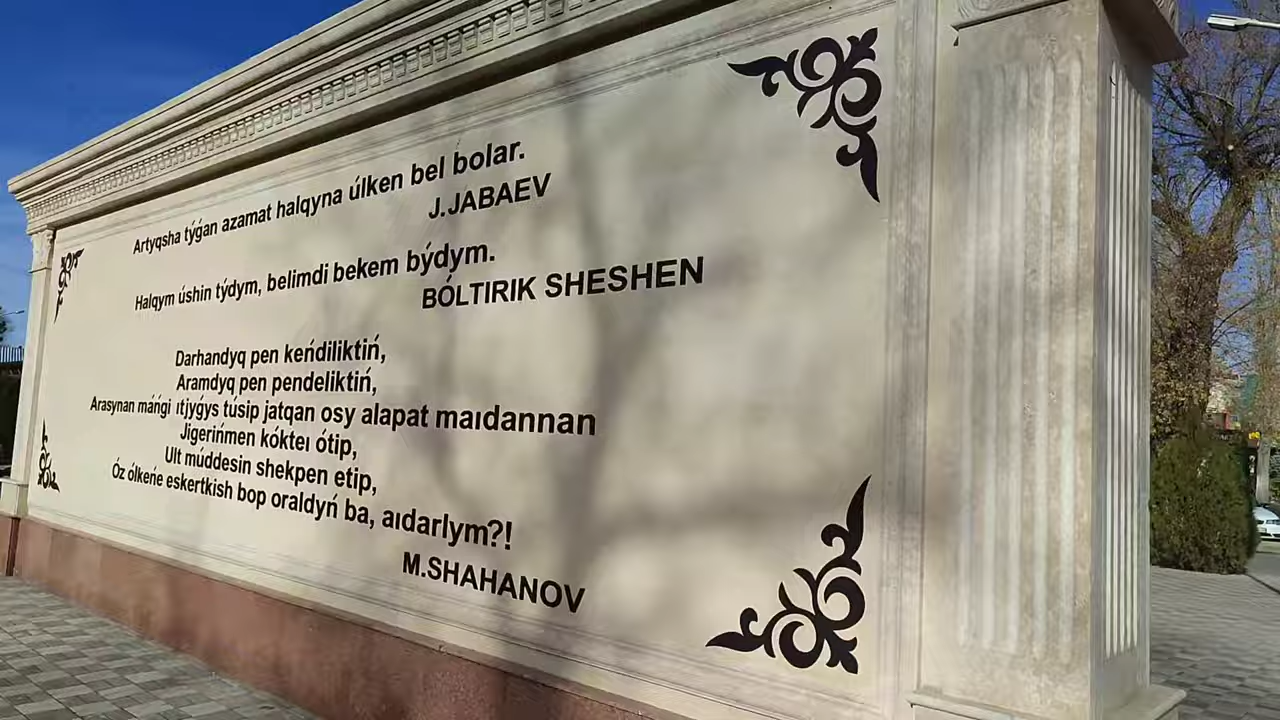 Artyqsha týǵan azamat halqyna úlken bel bolar.
J.JABAEV
Halqym úshin týdym, belimdi bekem býdym.
BÓLTIRIK SHESHEN
Darhandyq pen keńdiliktiń,
Aramdyq pen pendeliktiń,
Arasynan máńgi ıtjyǵys túsip jatqan osy alapat maıdannan
Jigerińmen kókteı ótip,
Ult múddesin shekpen etip,
Óz ólkeńe eskertkish bop oraldyń ba, aıdarlym?!
M.SHAHANOV